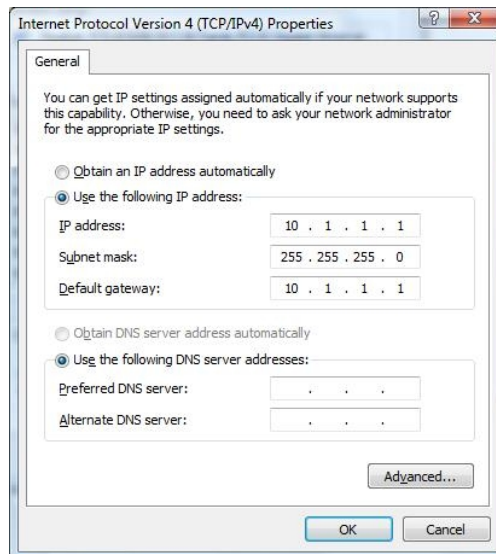 Internet Protocol Version 4 (TCP/IPv4) Properties
General
You can get IP settings assigned automatically if your network supports
this capability. Otherwise, you need to ask your network administrator
for the appropriate IP settings.
Obtain an IP address automatically
Use the following IP address:
IP address: 10 . 1 . 1 . 1
Subnet mask: 255 . 255 . 255 . 0
Default gateway: 10 . 1 . 1 . 1
Obtain DNS server address automatically
Use the following DNS server addresses:
Preferred DNS server: . . .
Alternate DNS server: . . .
Advanced...
OK Cancel